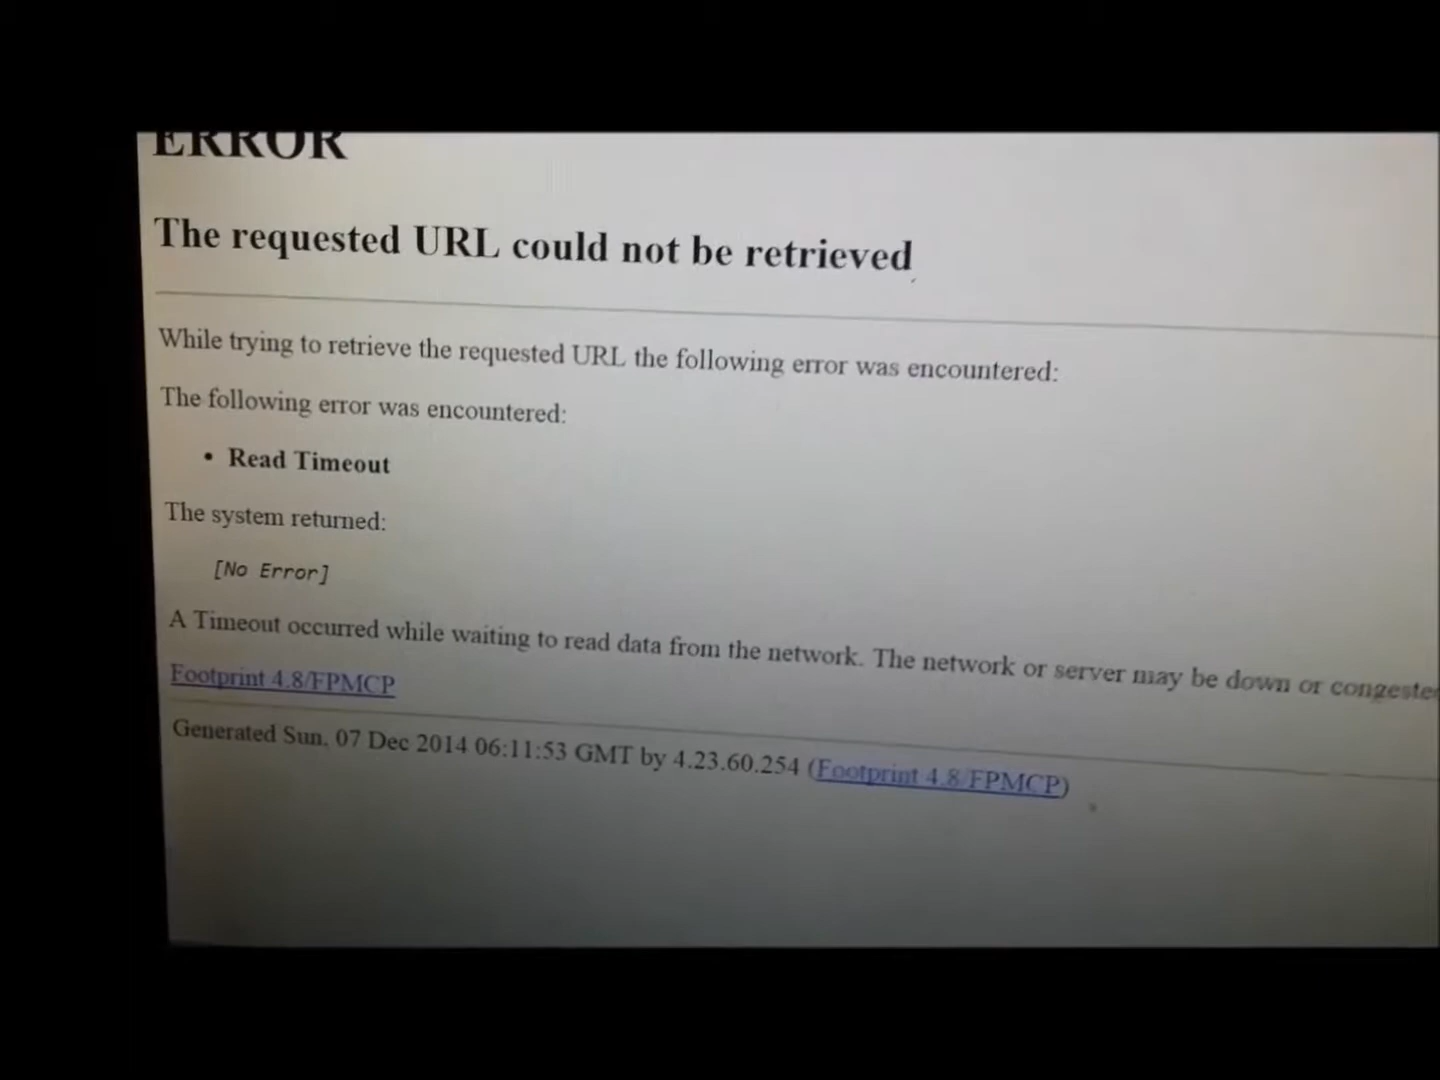 ERROR
The requested URL could not be retrieved
While trying to retrieve the requested URL the following error was encountered:
The following error was encountered:
• Read Timeout
The system returned:
[No Error]
A Timeout occurred while waiting to read data from the network. The network or server may be down or congeste
Footprint 4.8/FPMCP
Generated Sun, 07 Dec 2014 06:11:53 GMT by 4.23.60.254 (Footprint 4.8/FPMCP)